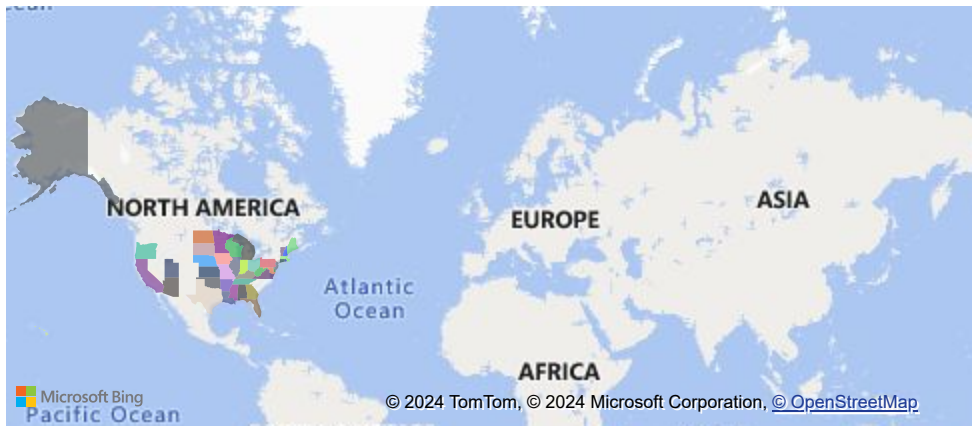 NORTH AMERICA
EUROPE
ASIA
Atlantic
Ocean
AFRICA
Microsoft Bing
Pacific Ocean
© 2024 TomTom, © 2024 Microsoft Corporation, © OpenStreetMap